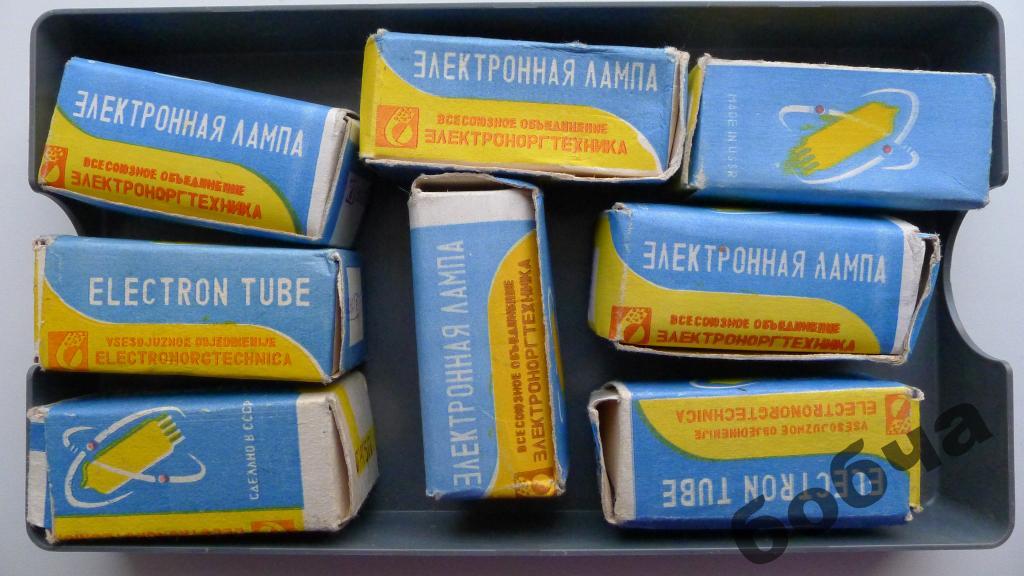 ЭЛЕКТРОННАЯ ЛАМПА
ВСЕСОЮЗНОЕ ОБЪЕДИНЕНИЕ
ЭЛЕКТРОНОРГТЕХНИКА
ЭЛЕКТРОННАЯ ЛАМПА
ВСЕСОЮЗНОЕ ОБЪЕДИНЕНИЕ
ЭЛЕКТРОНОРГТЕХНИКА
MADE IN USSR
ELECTRON TUBE
VSESOJUZNOE OBJEDINENIJE
ELECTRONORGTECHNICA
ЭЛЕКТРОННАЯ ЛАМПА
ВСЕСОЮЗНОЕ ОБЪЕДИНЕНИЕ
ЭЛЕКТРОНОРГТЕХНИКА
ЭЛЕКТРОННАЯ ЛАМПА
ВСЕСОЮЗНОЕ ОБЪЕДИНЕНИЕ
ЭЛЕКТРОНОРГТЕХНИКА
СДЕЛАНО В СССР
ELECTRON TUBE
VSESOJUZNOE OBJEDINENIJE
ELECTRONORGTECHNICA
бобча